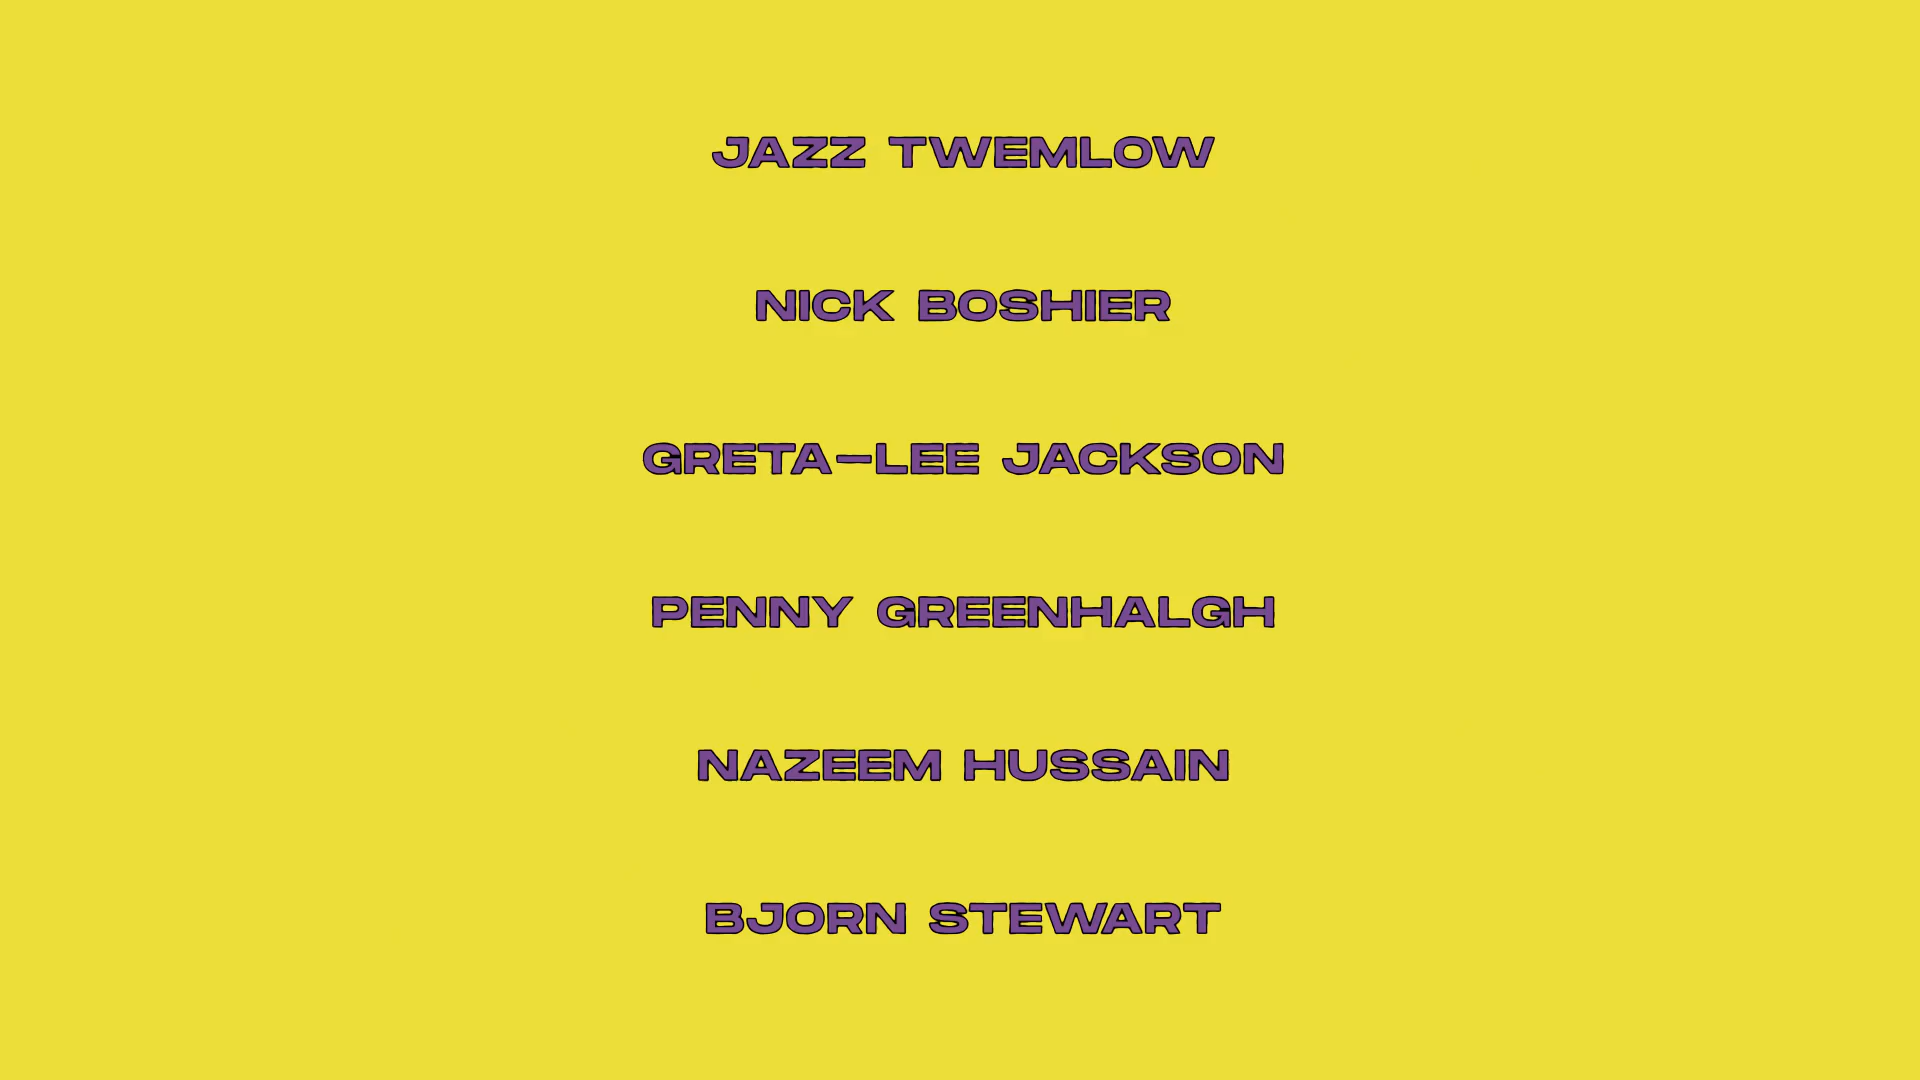 JAZZ TWEMLOW
NICK BOSHIER
GRETA-LEE JACKSON
PENNY GREENHALGH
NAZEEM HUSSAIN
BJORN STEWART